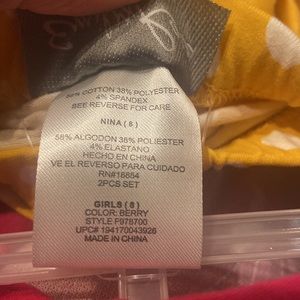 58% COTTON 38% POLYESTER
4% SPANDEX
SEE REVERSE FOR CARE
NINA ( 8 )
58% ALGODON 38% POLIESTER
4% ELASTANO
HECHO EN CHINA
VE EL REVERSO PARA CUIDADO
RN#16854
2PCS SET
GIRLS ( 8 )
COLOR: BERRY
STYLE F978700
UPC# 194170043926
MADE IN CHINA